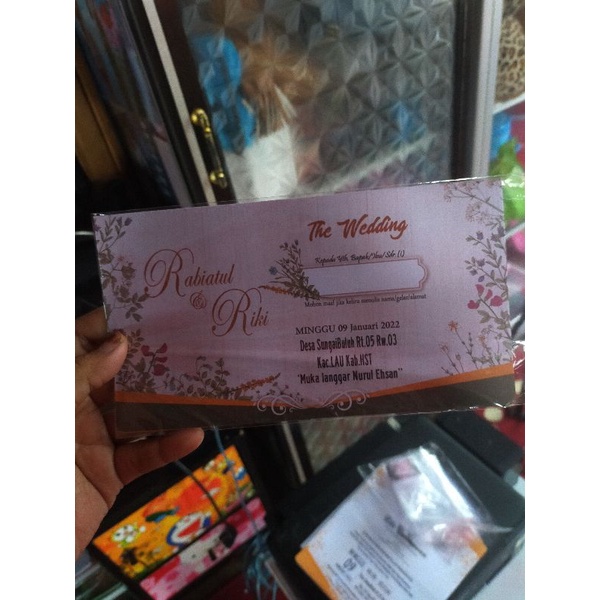 Rabiatul
&
Riki
The Wedding
Kepada Yth. Bapak/Ibu/Sdr (i)
Mohon maaf jika keliru menulis nama/gelar/alamat
MINGGU 09 Januari 2022
Desa SungaiBuluh Rt.05 Rw.03
Kac.LAU Kab.HST
"Muka langgar Nurul Ehsan"